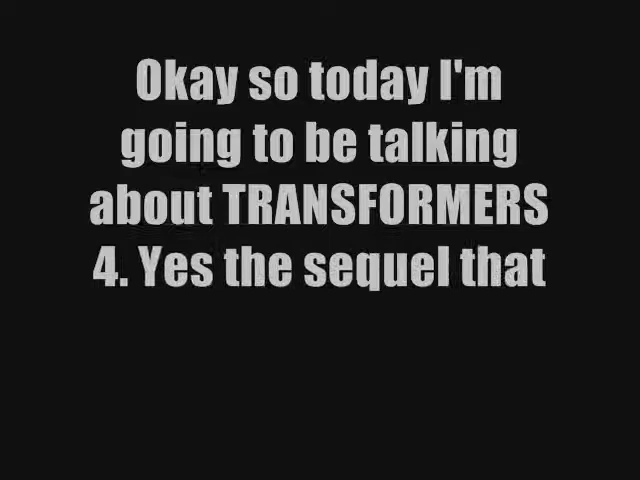 Okay so today I'm
going to be talking
about TRANSFORMERS
4. Yes the sequel that